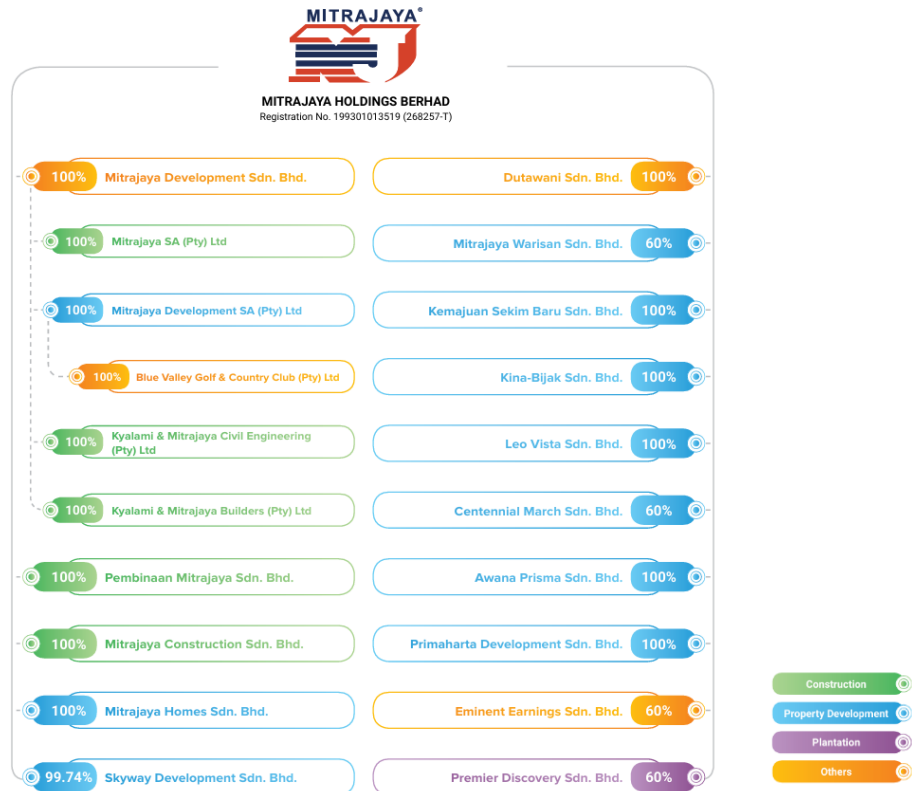 MITRAJAYA®
MJ
MITRAJAYA HOLDINGS BERHAD
Registration No. 199301013519 (268257-T)
100% Mitrajaya Development Sdn. Bhd.
100% Mitrajaya SA (Pty) Ltd
100% Mitrajaya Development SA (Pty) Ltd
100% Blue Valley Golf & Country Club (Pty) Ltd
100% Kyalami & Mitrajaya Civil Engineering
(Pty) Ltd
100% Kyalami & Mitrajaya Builders (Pty) Ltd
100% Pembinaan Mitrajaya Sdn. Bhd.
100% Mitrajaya Construction Sdn. Bhd.
100% Mitrajaya Homes Sdn. Bhd.
99.74% Skyway Development Sdn. Bhd.
Dutawani Sdn. Bhd. 100%
Mitrajaya Warisan Sdn. Bhd. 60%
Kemajuan Sekim Baru Sdn. Bhd. 100%
Kina-Bijak Sdn. Bhd. 100%
Leo Vista Sdn. Bhd. 100%
Centennial March Sdn. Bhd. 60%
Awana Prisma Sdn. Bhd. 100%
Primaharta Development Sdn. Bhd. 100%
Eminent Earnings Sdn. Bhd. 60%
Premier Discovery Sdn. Bhd. 60%
Construction
Property Development
Plantation
Others